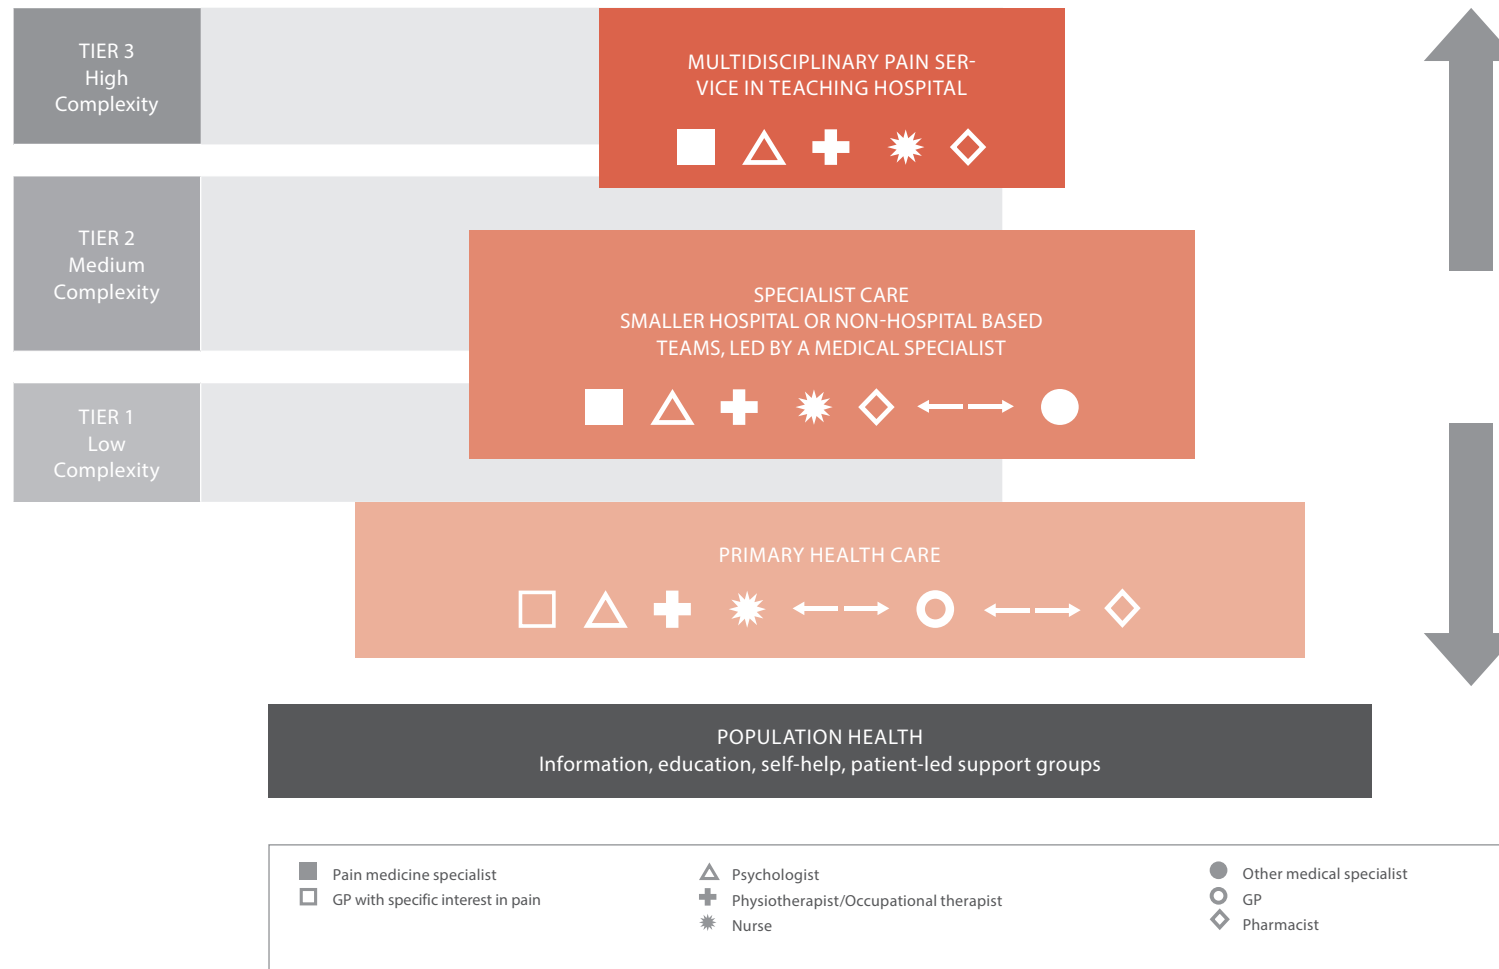 TIER 3
High
Complexity
MULTIDISCIPLINARY PAIN SER-
VICE IN TEACHING HOSPITAL
TIER 2
Medium
Complexity
SPECIALIST CARE
SMALLER HOSPITAL OR NON-HOSPITAL BASED
TEAMS, LED BY A MEDICAL SPECIALIST
TIER 1
Low
Complexity
PRIMARY HEALTH CARE
POPULATION HEALTH
Information, education, self-help, patient-led support groups
Pain medicine specialist
GP with specific interest in pain
Psychologist
Physiotherapist/Occupational therapist
Nurse
Other medical specialist
GP
Pharmacist